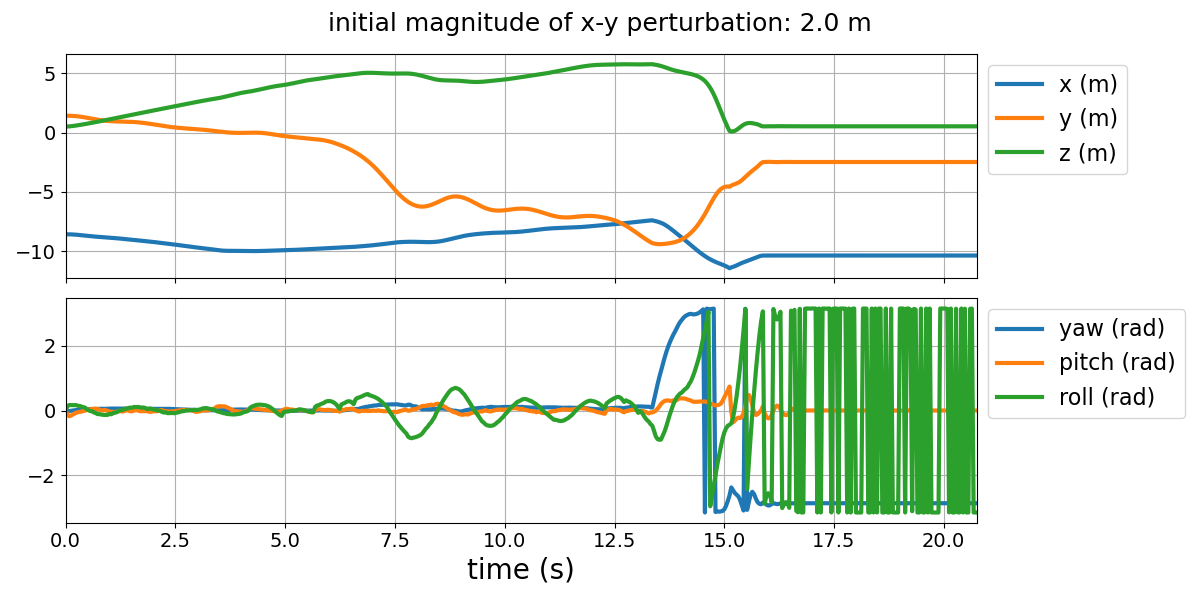 initial magnitude of x-y perturbation: 2.0 m
5
0
−5
−10
x (m)
y (m)
z (m)
2
0
−2
yaw (rad)
pitch (rad)
roll (rad)
0.0 2.5 5.0 7.5 10.0 12.5 15.0 17.5 20.0
time (s)